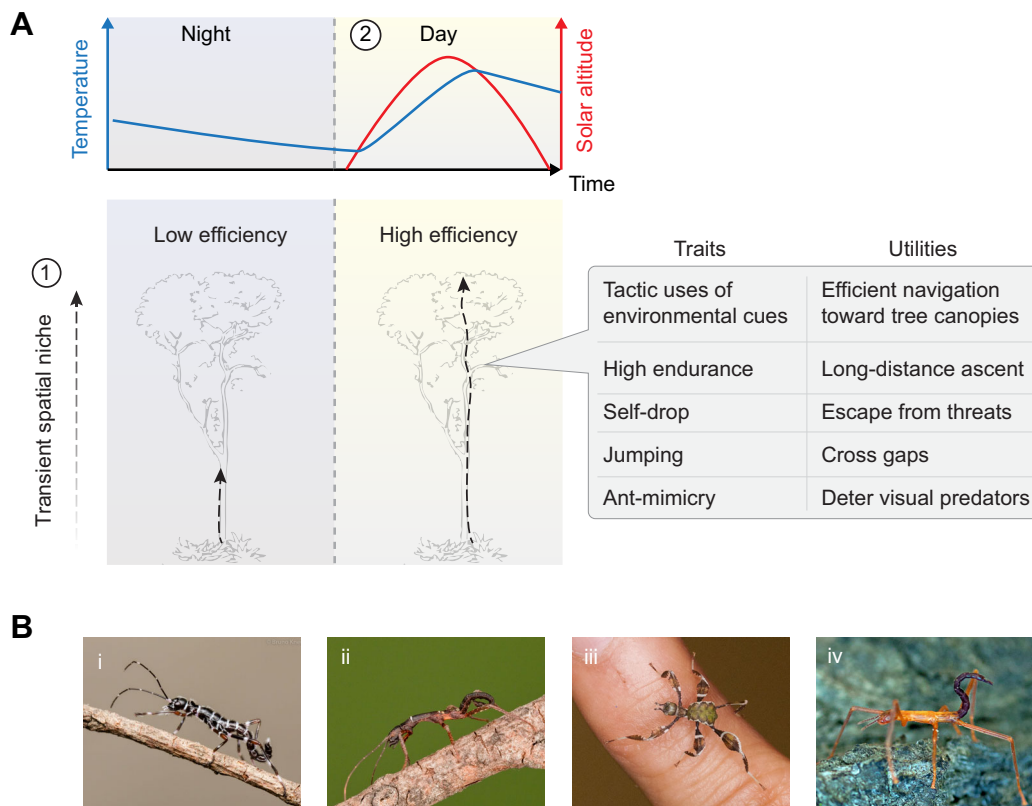 A
Night
② Day
Temperature
Solar altitude
Time
Low efficiency
High efficiency
①
Transient spatial niche
Traits Utilities
Tactic uses of Efficient navigation
environmental cues toward tree canopies
High endurance Long-distance ascent
Self-drop Escape from threats
Jumping Cross gaps
Ant-mimicry Deter visual predators
B
i
ii
iii
iv